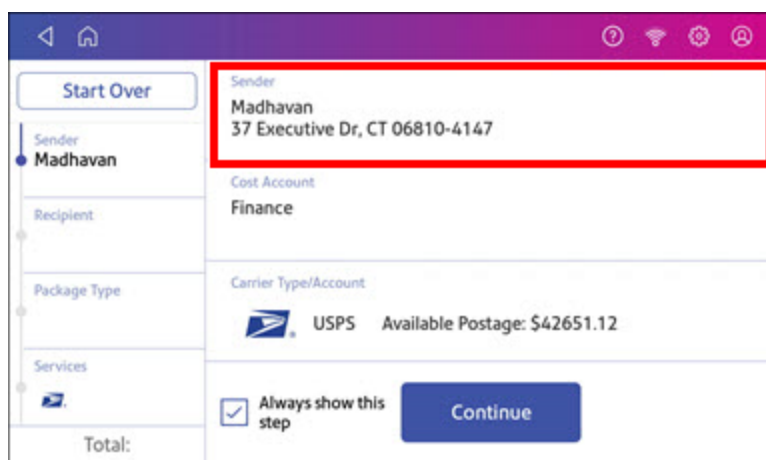 Start Over
Sender
Madhavan
Recipient
Package Type
Services
Total:
Sender
Madhavan
37 Executive Dr, CT 06810-4147
Cost Account
Finance
Carrier Type/Account
USPS Available Postage: $42651.12
Always show this
step
Continue